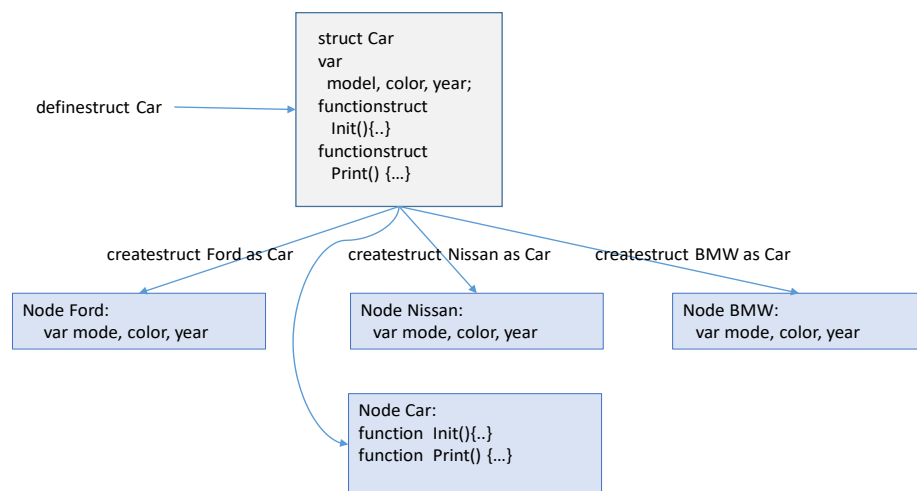 struct Car
var
model, color, year;
definestruct Car
functionstruct
Init(){..}
functionstruct
Print() {...}
createstruct Ford as Car
createstruct Nissan as Car
createstruct BMW as Car
Node Ford:
var mode, color, year
Node Nissan:
var mode, color, year
Node BMW:
var mode, color, year
Node Car:
function  Init(){..}
function  Print() {...}